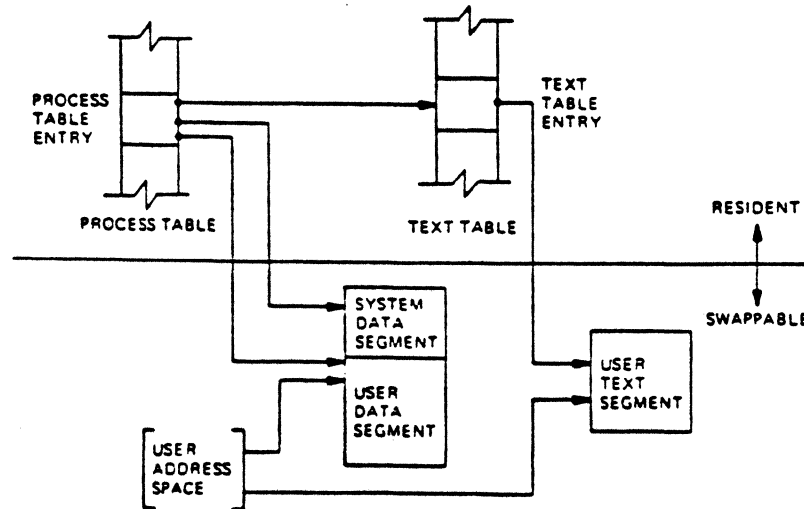 PROCESS
TABLE
ENTRY
TEXT
TABLE
ENTRY
PROCESS TABLE
TEXT TABLE
RESIDENT
SWAPPABLE
SYSTEM
DATA
SEGMENT
USER
DATA
SEGMENT
USER
TEXT
SEGMENT
USER
ADDRESS
SPACE